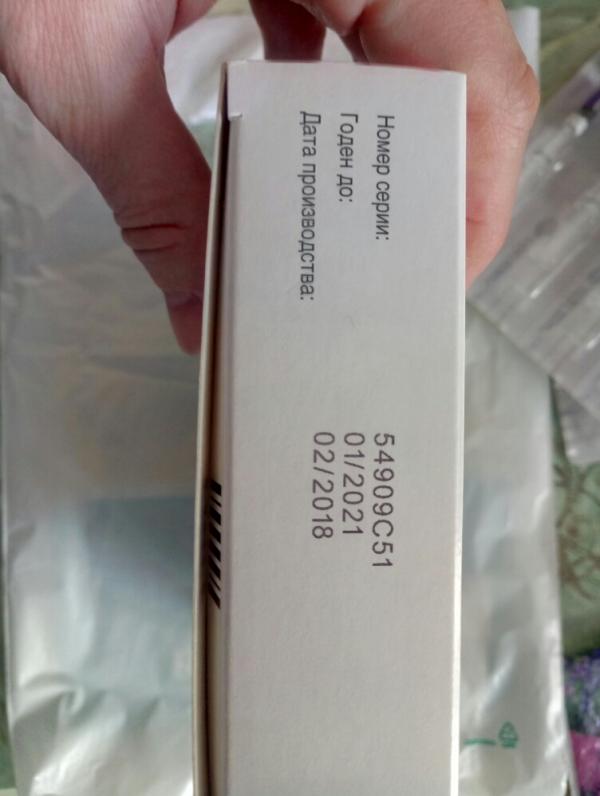 Номер серии: 54909C51
Годен до: 01/2021
Дата производства: 02/2018